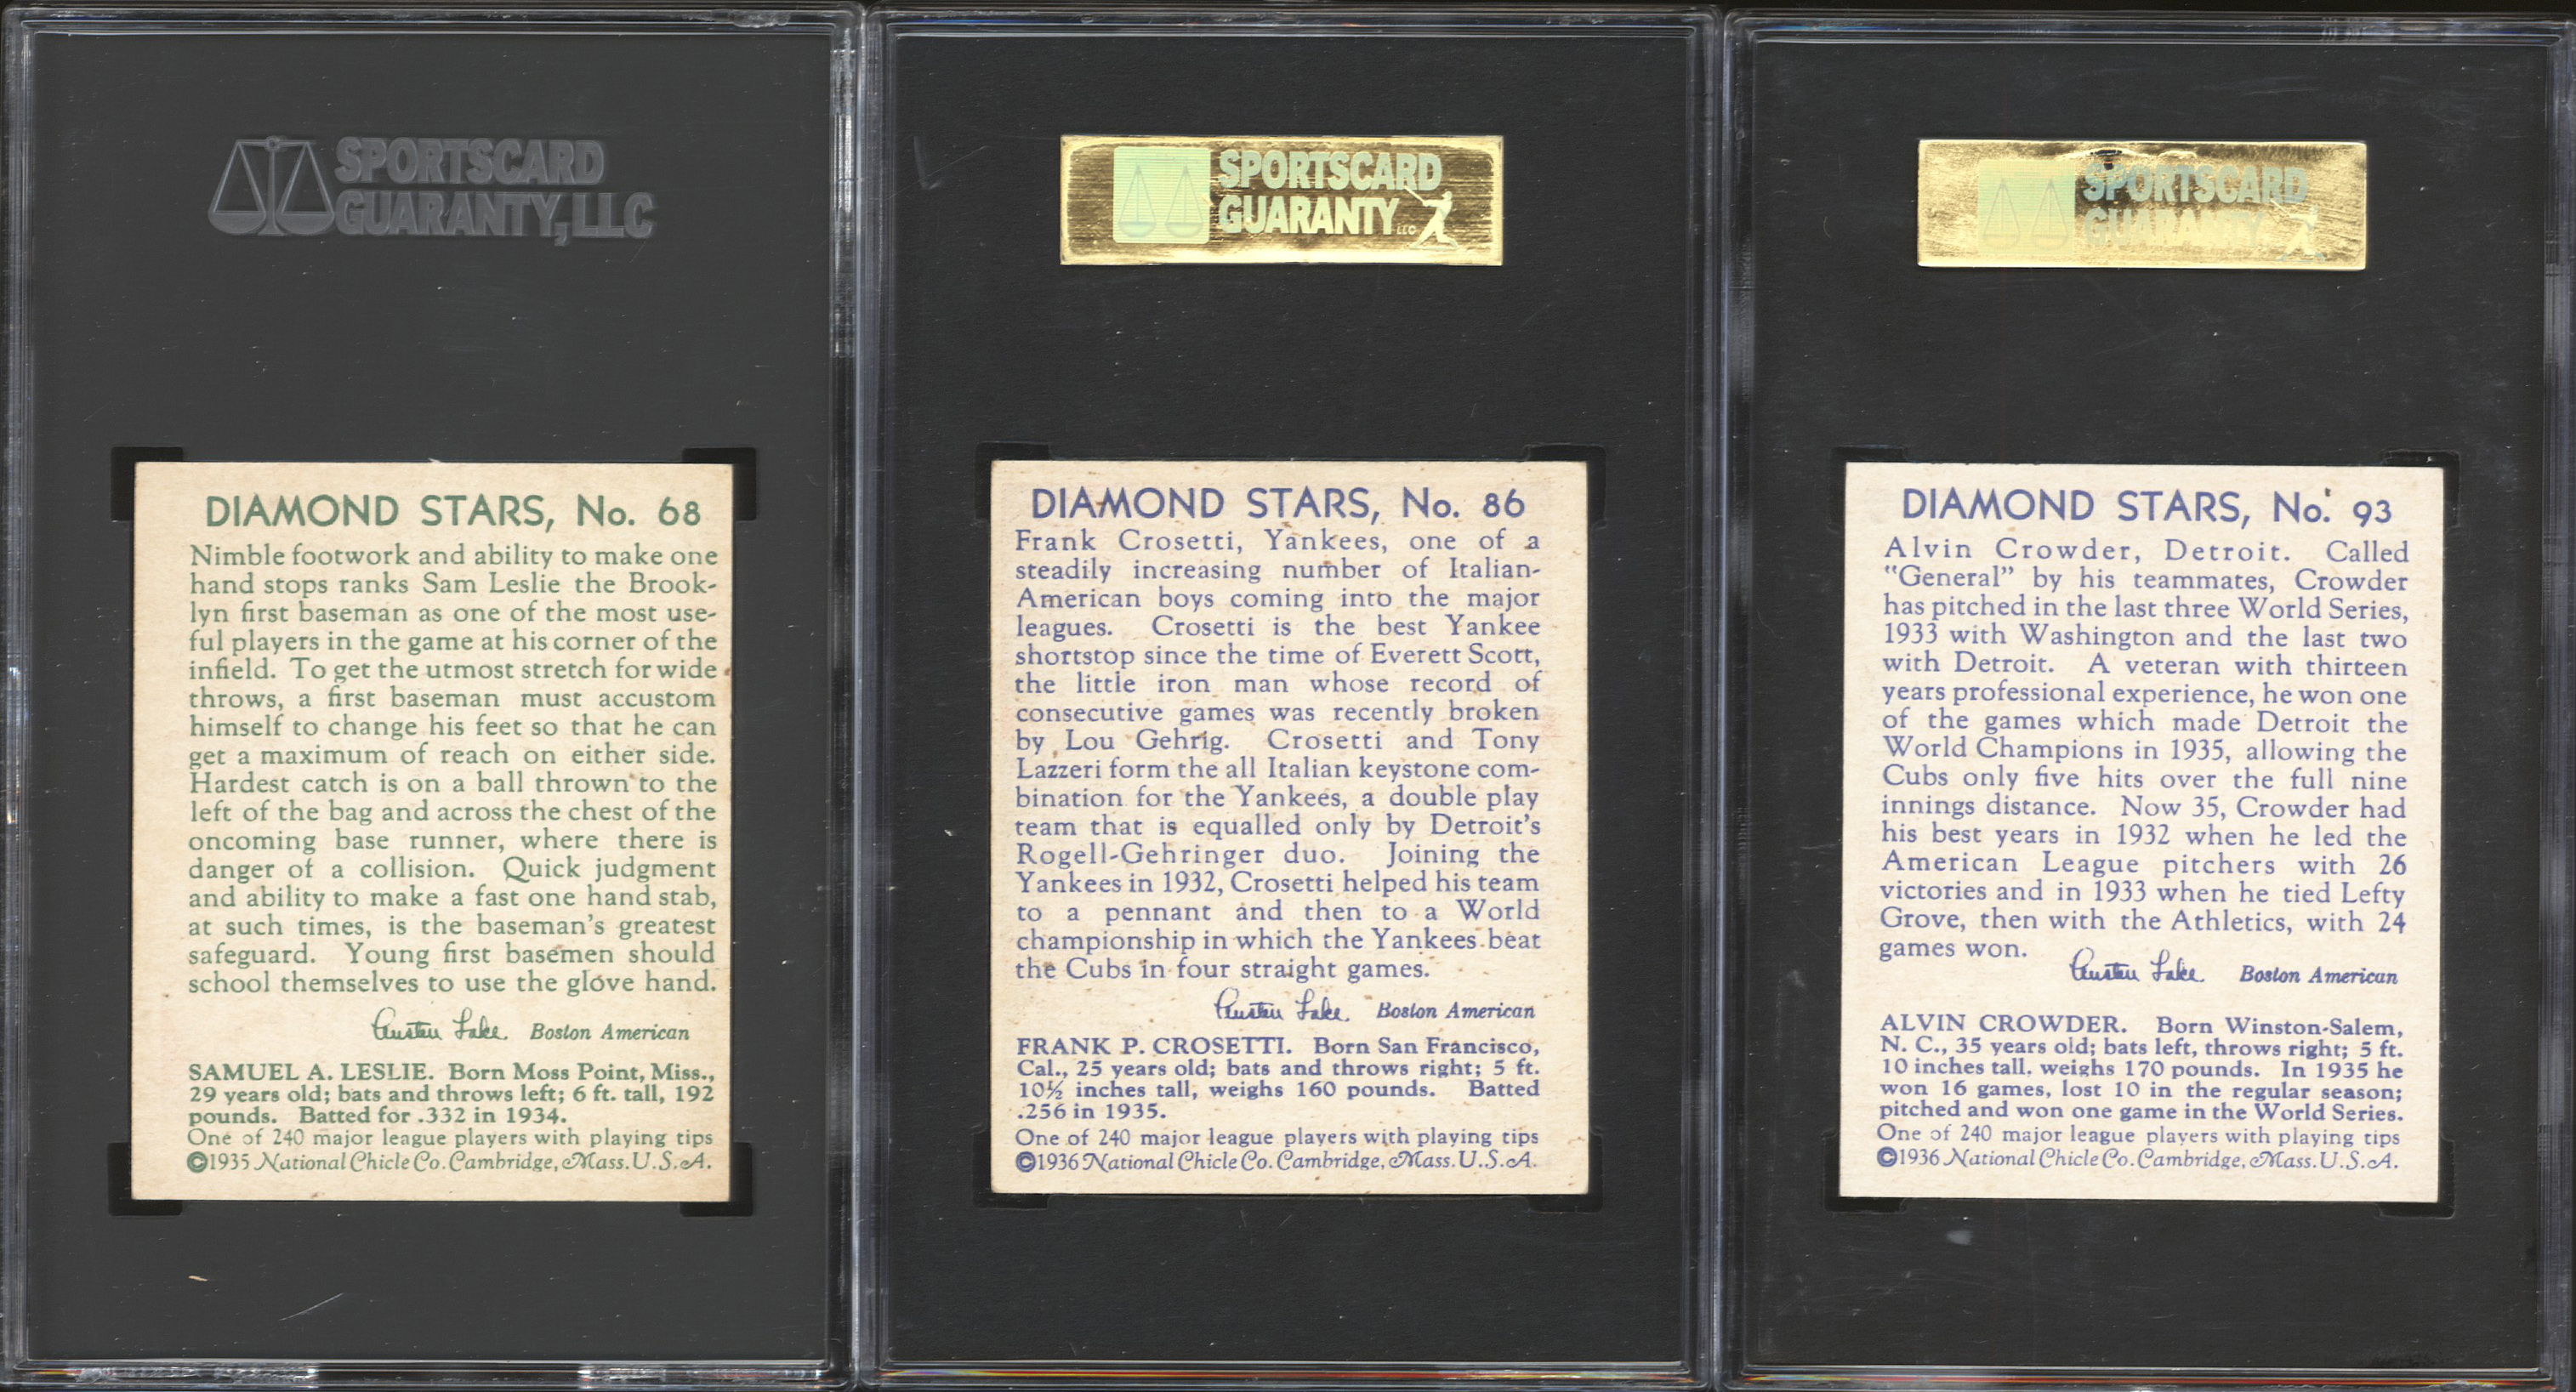 SPORTSCARD
GUARANTY, LLC
DIAMOND STARS, No. 68
Nimble footwork and ability to make one
hand stops ranks Sam Leslie the Brook-
lyn first baseman as one of the most use-
ful players in the game at his corner of the
infield. To get the utmost stretch for wide
throws, a first baseman must accustom
himself to change his feet so that he can
get a maximum of reach on either side.
Hardest catch is on a ball thrown to the
left of the bag and across the chest of the
oncoming base runner, where there is
danger of a collision. Quick judgment
and ability to make a fast one hand stab,
at such times, is the baseman's greatest
safeguard. Young first basemen should
school themselves to use the glove hand.
Austen Lake Boston American
SAMUEL A. LESLIE. Born Moss Point, Miss.,
29 years old; bats and throws left; 6 ft. tall, 192
pounds. Batted for .332 in 1934.
One of 240 major league players with playing tips
©1935 National Chicle Co. Cambridge, Mass. U.S.A.
SPORTSCARD
GUARANTY LLC
DIAMOND STARS, No. 86
Frank Crosetti, Yankees, one of a
steadily increasing number of Italian-
American boys coming into the major
leagues. Crosetti is the best Yankee
shortstop since the time of Everett Scott,
the little iron man whose record of
consecutive games was recently broken
by Lou Gehrig. Crosetti and Tony
Lazzeri form the all Italian keystone com-
bination for the Yankees, a double play
team that is equalled only by Detroit's
Rogell-Gehringer duo. Joining the
Yankees in 1932, Crosetti helped his team
to a pennant and then to a World
championship in which the Yankees beat
the Cubs in four straight games.
Austen Lake Boston American
FRANK P. CROSETTI. Born San Francisco,
Cal., 25 years old; bats and throws right; 5 ft.
10½ inches tall, weighs 160 pounds. Batted
.256 in 1935.
One of 240 major league players with playing tips
©1936 National Chicle Co. Cambridge, Mass. U.S.A.
SPORTSCARD
GUARANTY
DIAMOND STARS, No. 93
Alvin Crowder, Detroit. Called
"General" by his teammates, Crowder
has pitched in the last three World Series,
1933 with Washington and the last two
with Detroit. A veteran with thirteen
years professional experience, he won one
of the games which made Detroit the
World Champions in 1935, allowing the
Cubs only five hits over the full nine
innings distance. Now 35, Crowder had
his best years in 1932 when he led the
American League pitchers with 26
victories and in 1933 when he tied Lefty
Grove, then with the Athletics, with 24
games won.
Austen Lake Boston American
ALVIN CROWDER. Born Winston-Salem,
N. C., 35 years old; bats left, throws right; 5 ft.
10 inches tall, weighs 170 pounds. In 1935 he
won 16 games, lost 10 in the regular season;
pitched and won one game in the World Series.
One of 240 major league players with playing tips
©1936 National Chicle Co. Cambridge, Mass. U.S.A.